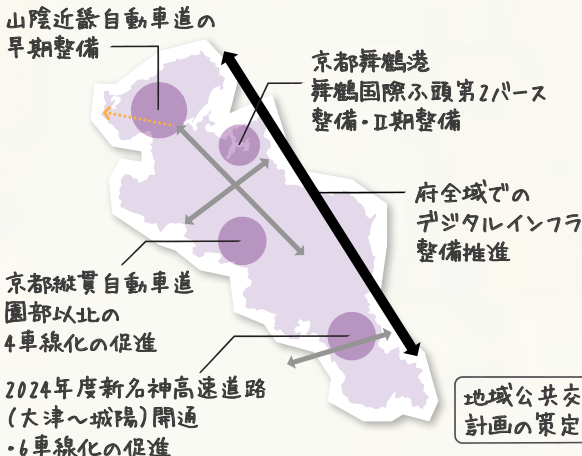 山陰近畿自動車道の
早期整備
京都舞鶴港
舞鶴国際ふ頭第2バース
整備・Ⅱ期整備
府全域での
デジタルインフラ
整備推進
京都縦貫自動車道
園部以北の
4車線化の促進
2024年度新名神高速道路
(大津〜城陽)開通
・6車線化の促進
地域公共交
計画の策定